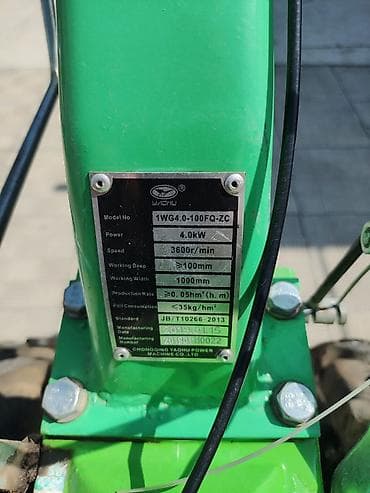 YAOHU
Model No 1WG4.0-100FQ-ZC
Power 4.0kW
Speed 3600r/min
Working Deep ≥100mm
Working Width 1000mm
Production Rate ≥0.05hm²(h.m)
Fuil Consumation ≤35kg/hm²
Standard JB/T10266-2013
Manufacturing Date
Manufacturing Number
CHONGQING YAOHU POWER
MACHINE CO.,LTD